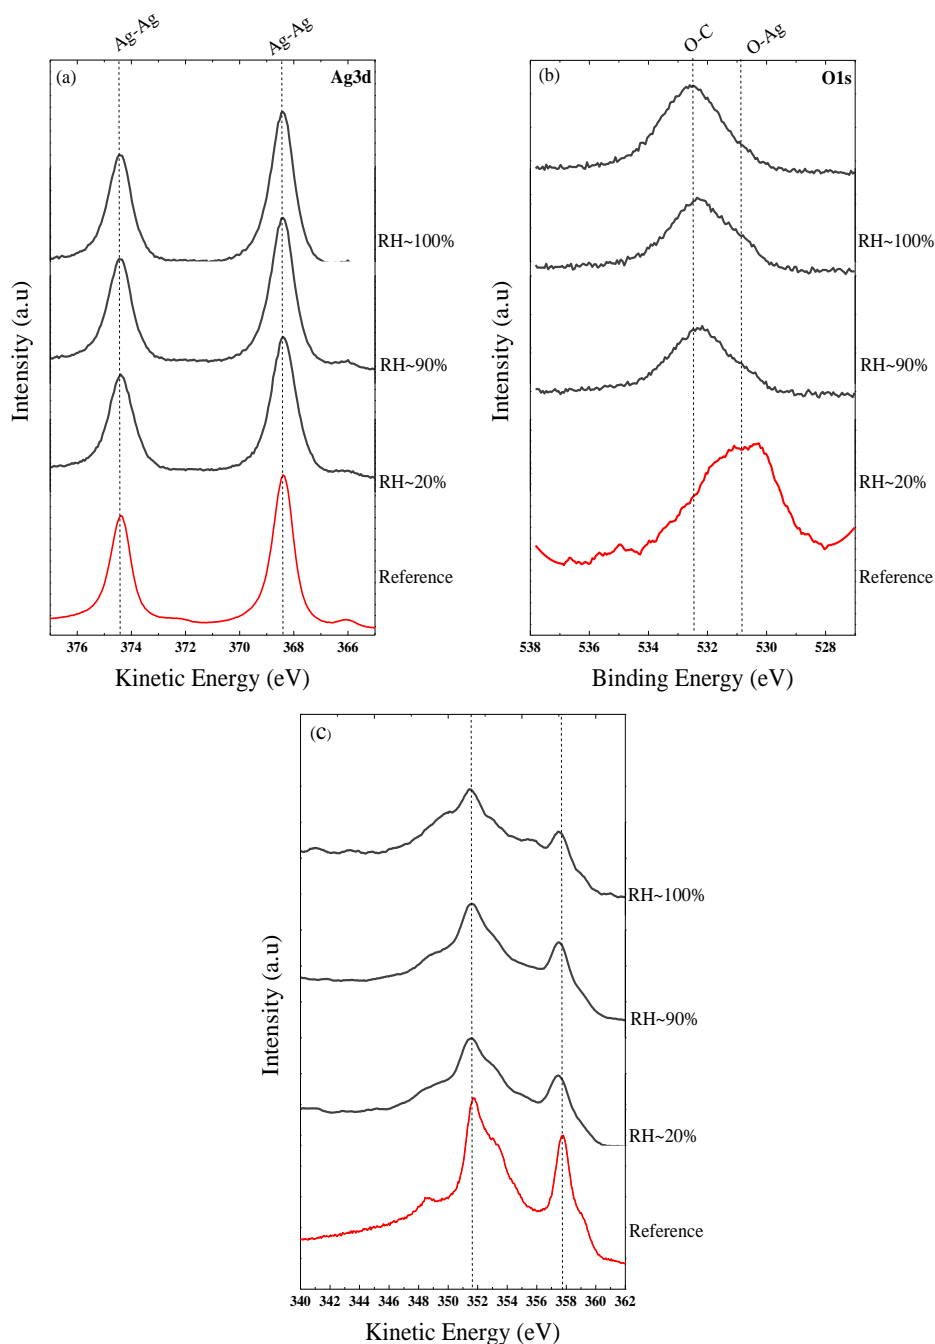 Ag-Ag
Ag-Ag
(a)
Ag3d
RH~100%
RH~90%
RH~20%
Reference
Intensity (a.u)
376 374 372 370 368 366
Kinetic Energy (eV)
O-C
O-Ag
(b)
O1s
RH~100%
RH~90%
RH~20%
Reference
Intensity (a.u)
538 536 534 532 530 528
Binding Energy (eV)
(c)
RH~100%
RH~90%
RH~20%
Reference
Intensity (a.u)
340 342 344 346 348 350 352 354 356 358 360 362
Kinetic Energy (eV)